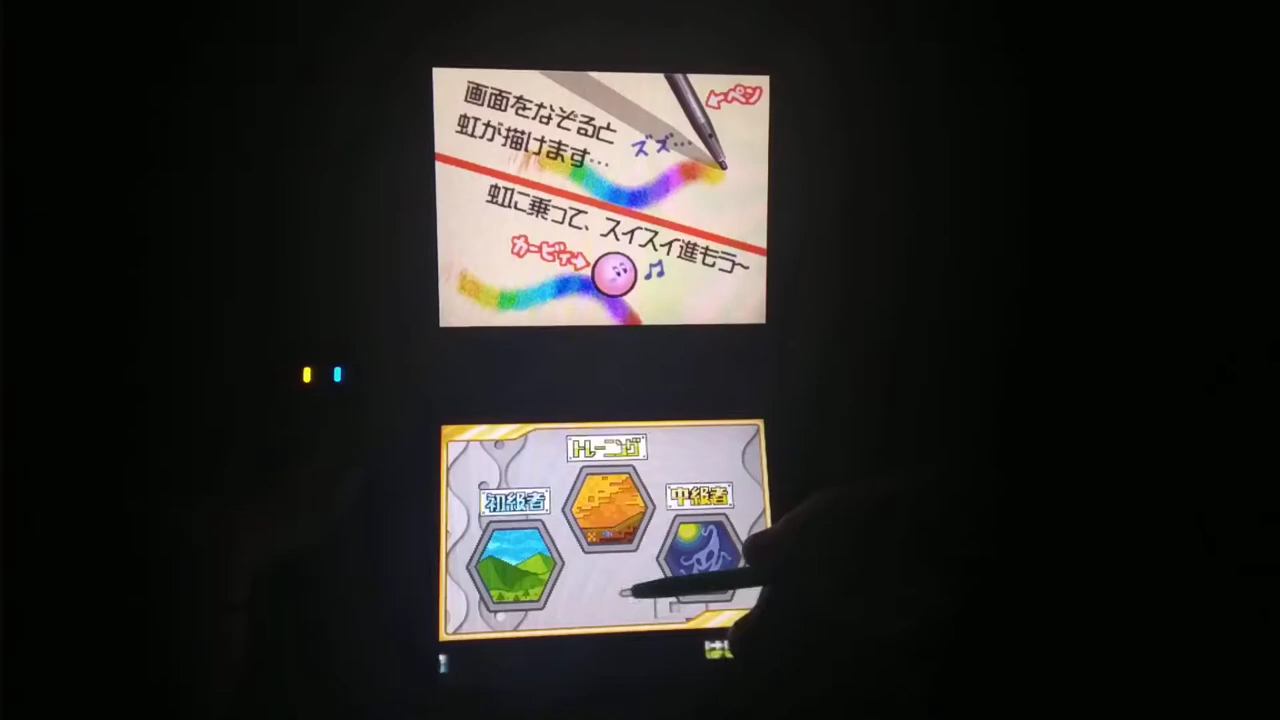 画面をなぞると
虹が描けます…
ズズ…
←ペン
虹に乗って、スイスイ進もう～
カービィ→
トレーニング
初級者
中級者